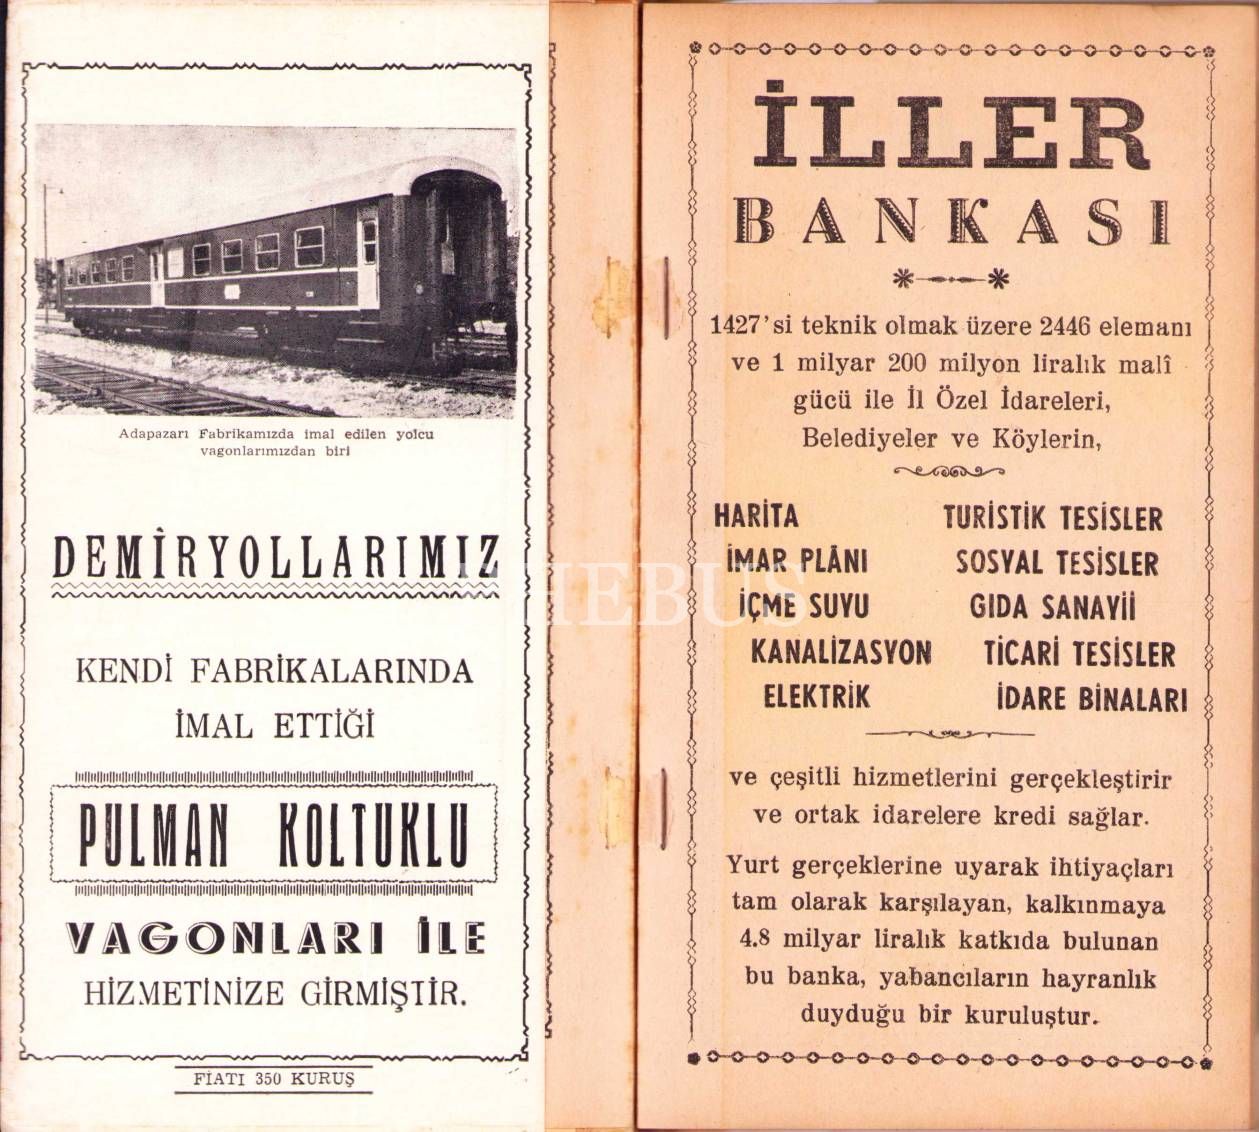 Adapazarı Fabrikamızda imal edilen yolcu
vagonlarımızdan biri
DEMİRYOLLARIMIZ
KENDİ FABRİKALARINDA
İMAL ETTİĞİ
PULMAN KOLTUKLU
VAGONLARI İLE
HİZMETİNİZE GİRMİŞTİR.
FİATI 350 KURUŞ
İLLER
BANKASI
1427'si teknik olmak üzere 2446 elemanı
ve 1 milyar 200 milyon liralık malî
gücü ile İl Özel İdareleri,
Belediyeler ve Köylerin,
HARİTA TURİSTİK TESİSLER
İMAR PLÂNI SOSYAL TESİSLER
İÇME SUYU GIDA SANAYİİ
KANALİZASYON TİCARİ TESİSLER
ELEKTRİK İDARE BİNALARI
ve çeşitli hizmetlerini gerçekleştirir
ve ortak idarelere kredi sağlar.
Yurt gerçeklerine uyarak ihtiyaçları
tam olarak karşılayan, kalkınmaya
4.8 milyar liralık katkıda bulunan
bu banka, yabancıların hayranlık
duyduğu bir kuruluştur.